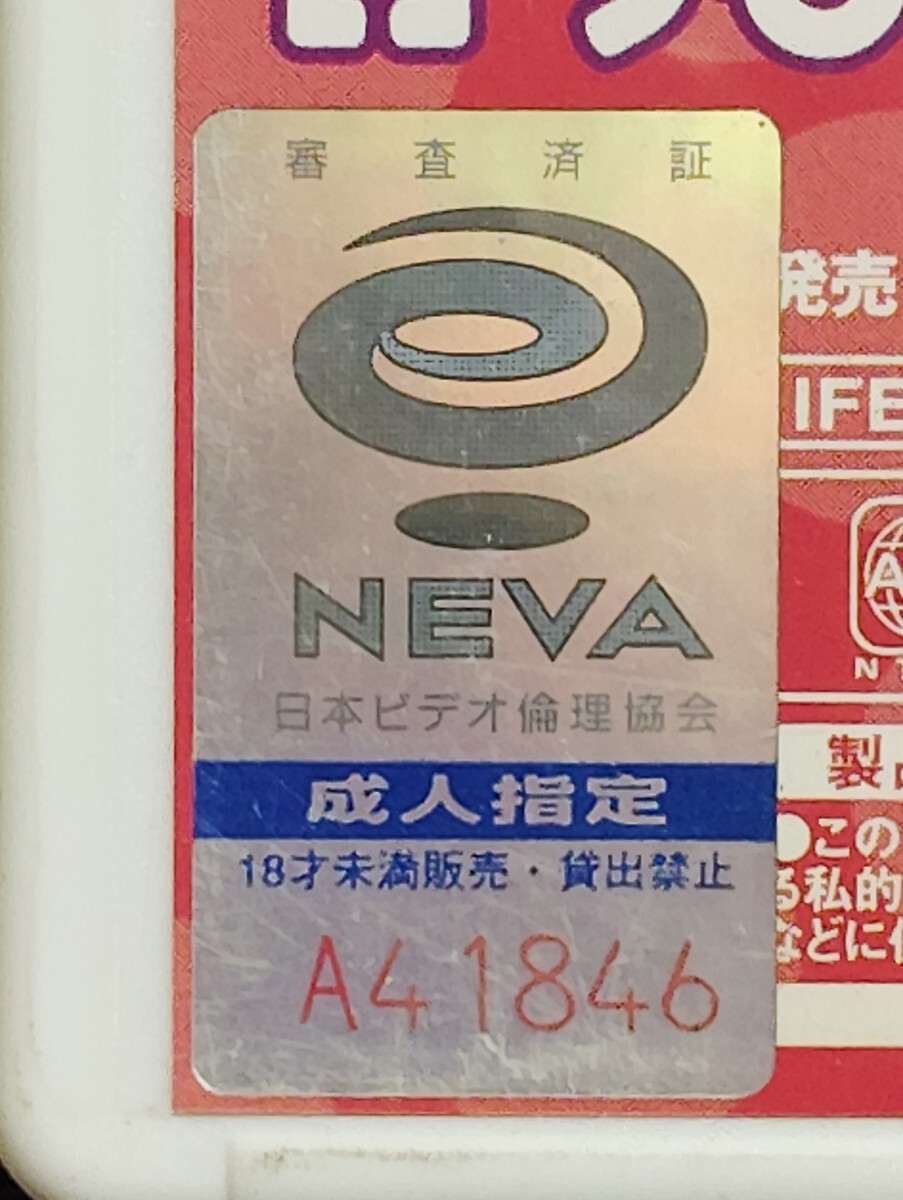 審査済証
NEVA
日本ビデオ倫理協会
成人指定
18才未満販売・貸出禁止
A41846
発売
IFE
製
●この
る私的
などに